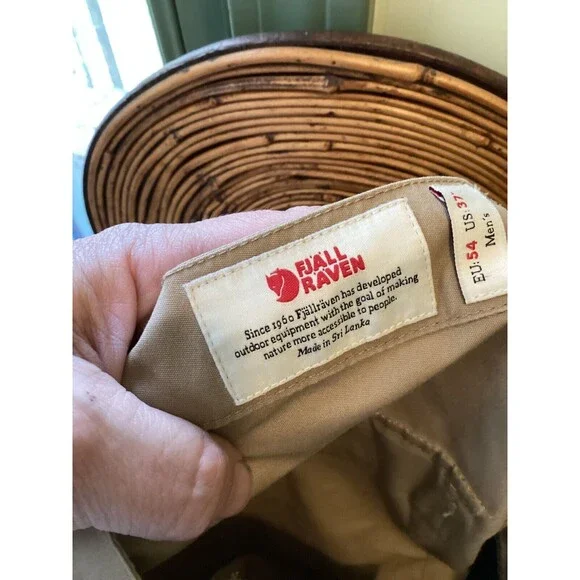 FJÄLL
RÄVEN
Since 1960 Fjällräven has developed
outdoor equipment with the goal of making
nature more accessible to people.
Made in Sri Lanka
EU:54 US:37
Men's